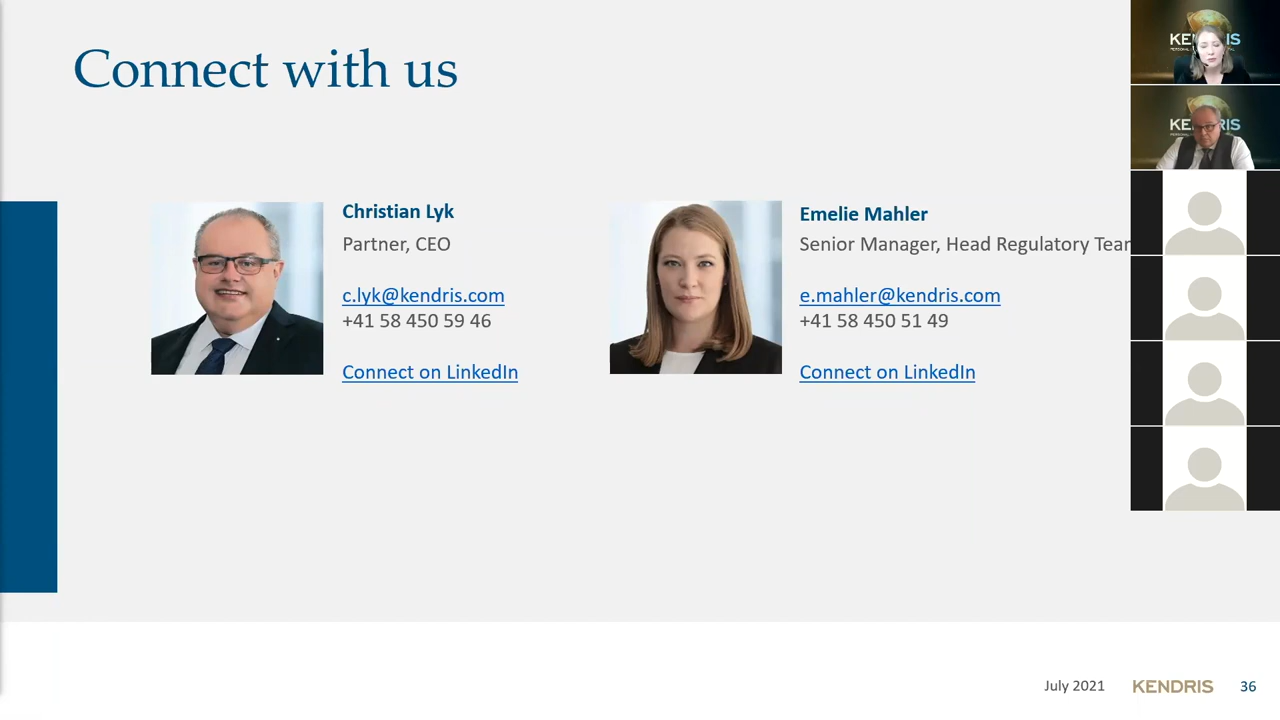 Connect with us
Christian Lyk
Partner, CEO
c.lyk@kendris.com
+41 58 450 59 46
Connect on LinkedIn
Emelie Mahler
Senior Manager, Head Regulatory
e.mahler@kendris.com
+41 58 450 51 49
Connect on LinkedIn
July 2021
KENDRIS
36